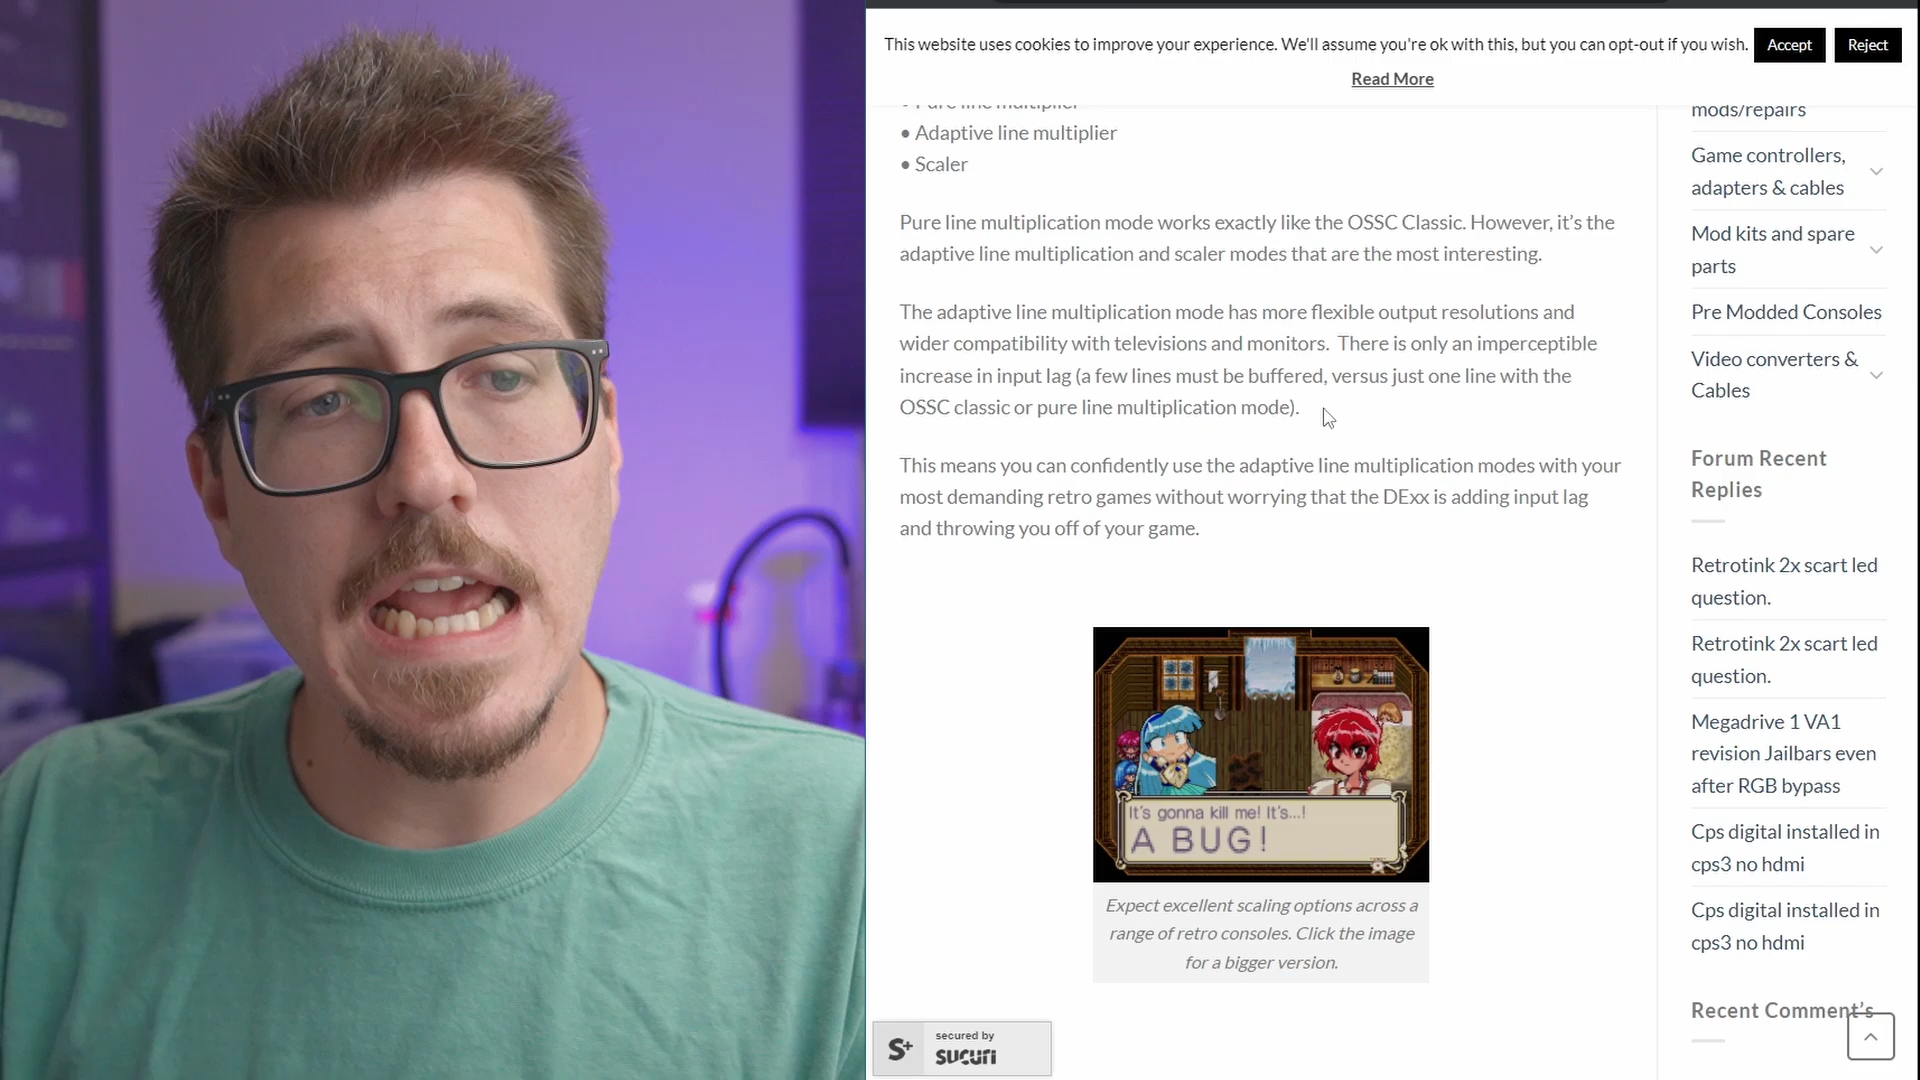 This website uses cookies to improve your experience. We'll assume you're ok with this, but you can opt-out if you wish. Accept Reject
Read More
• Pure line multiplier
• Adaptive line multiplier
• Scaler
Pure line multiplication mode works exactly like the OSSC Classic. However, it’s the
adaptive line multiplication and scaler modes that are the most interesting.
The adaptive line multiplication mode has more flexible output resolutions and
wider compatibility with televisions and monitors.  There is only an imperceptible
increase in input lag (a few lines must be buffered, versus just one line with the
OSSC classic or pure line multiplication mode).
This means you can confidently use the adaptive line multiplication modes with your
most demanding retro games without worrying that the DExx is adding input lag
and throwing you off of your game.
It's gonna kill me! It's...!
A BUG!
Expect excellent scaling options across a
range of retro consoles. Click the image
for a bigger version.
secured by
S+ sucuri
mods/repairs
Game controllers,
adapters & cables
Mod kits and spare
parts
Pre Modded Consoles
Video converters &
Cables
Forum Recent
Replies
Retrotink 2x scart led
question.
Retrotink 2x scart led
question.
Megadrive 1 VA1
revision Jailbars even
after RGB bypass
Cps digital installed in
cps3 no hdmi
Cps digital installed in
cps3 no hdmi
Recent Comment’s